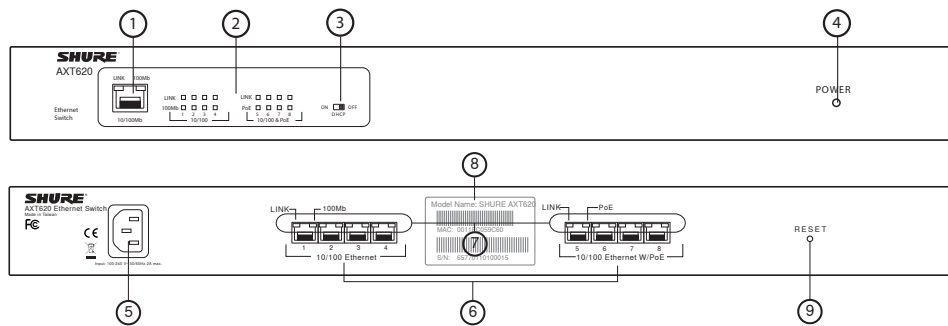 1
2
3
4
SHURE
AXT620
LINK 100Mb
Ethernet
Switch
10/100Mb
LINK
100Mb
1 2 3 4
10/100
LINK
PoE
5 6 7 8
10/100 & PoE
ON OFF
DHCP
POWER
8
SHURE
AXT620 Ethernet Switch
Made in Taiwan
FC
CE
LINK 100Mb
1 2 3 4
10/100 Ethernet
Model Name: SHURE AXT620
7
LINK PoE
5 6 7 8
10/100 Ethernet W/PoE
RESET
5
6
9